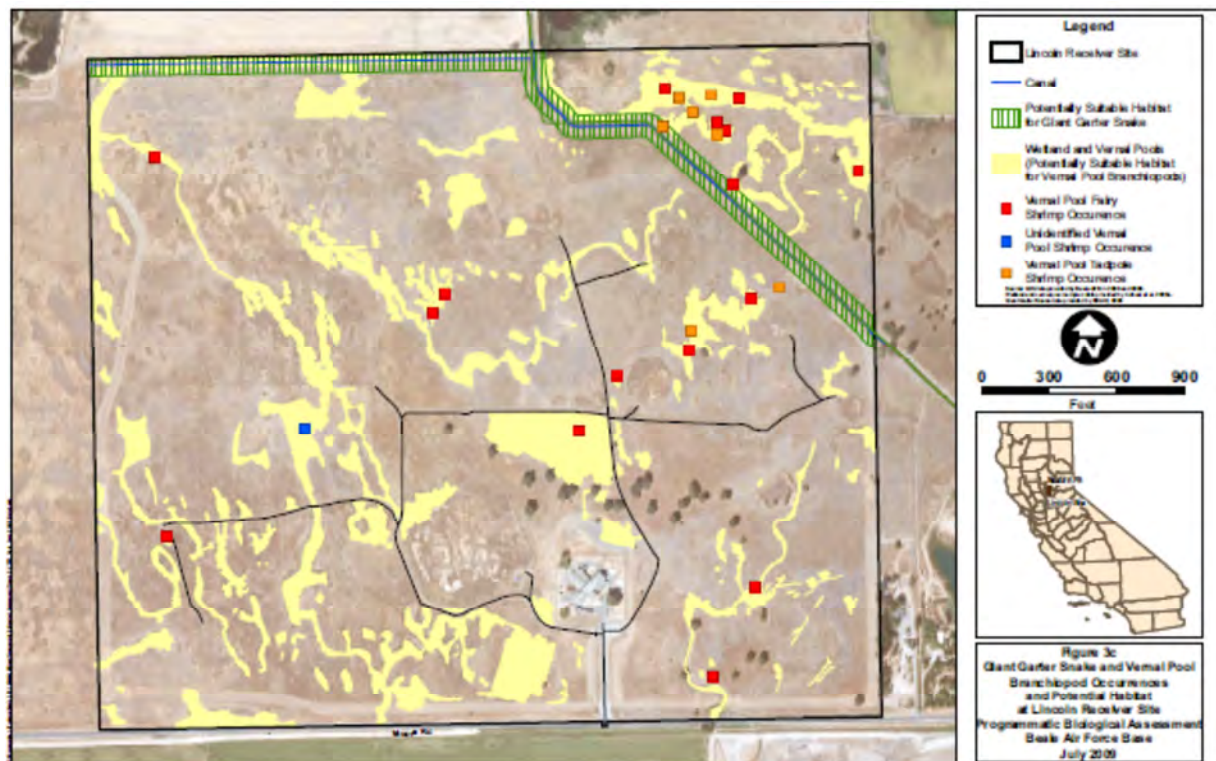 Legend
Lincoln Receiver Site
Canal
Potentially Suitable Habitat
for Giant Garter Snake
Wetland and Vernal Pools
(Potentially Suitable Habitat
for Vernal Pool Branchiopods)
Vernal Pool Fairy
Shrimp Occurence
Unidentified Vernal
Pool Shrimp Occurence
Vernal Pool Tadpole
Shrimp Occurence
N
0 300 600 900
Feet
Figure 3c
Giant Garter Snake and Vernal Pool
Branchiopod Occurrences
and Potential Habitat
at Lincoln Receiver Site
Programmatic Biological Assessment
Beale Air Force Base
July 2009